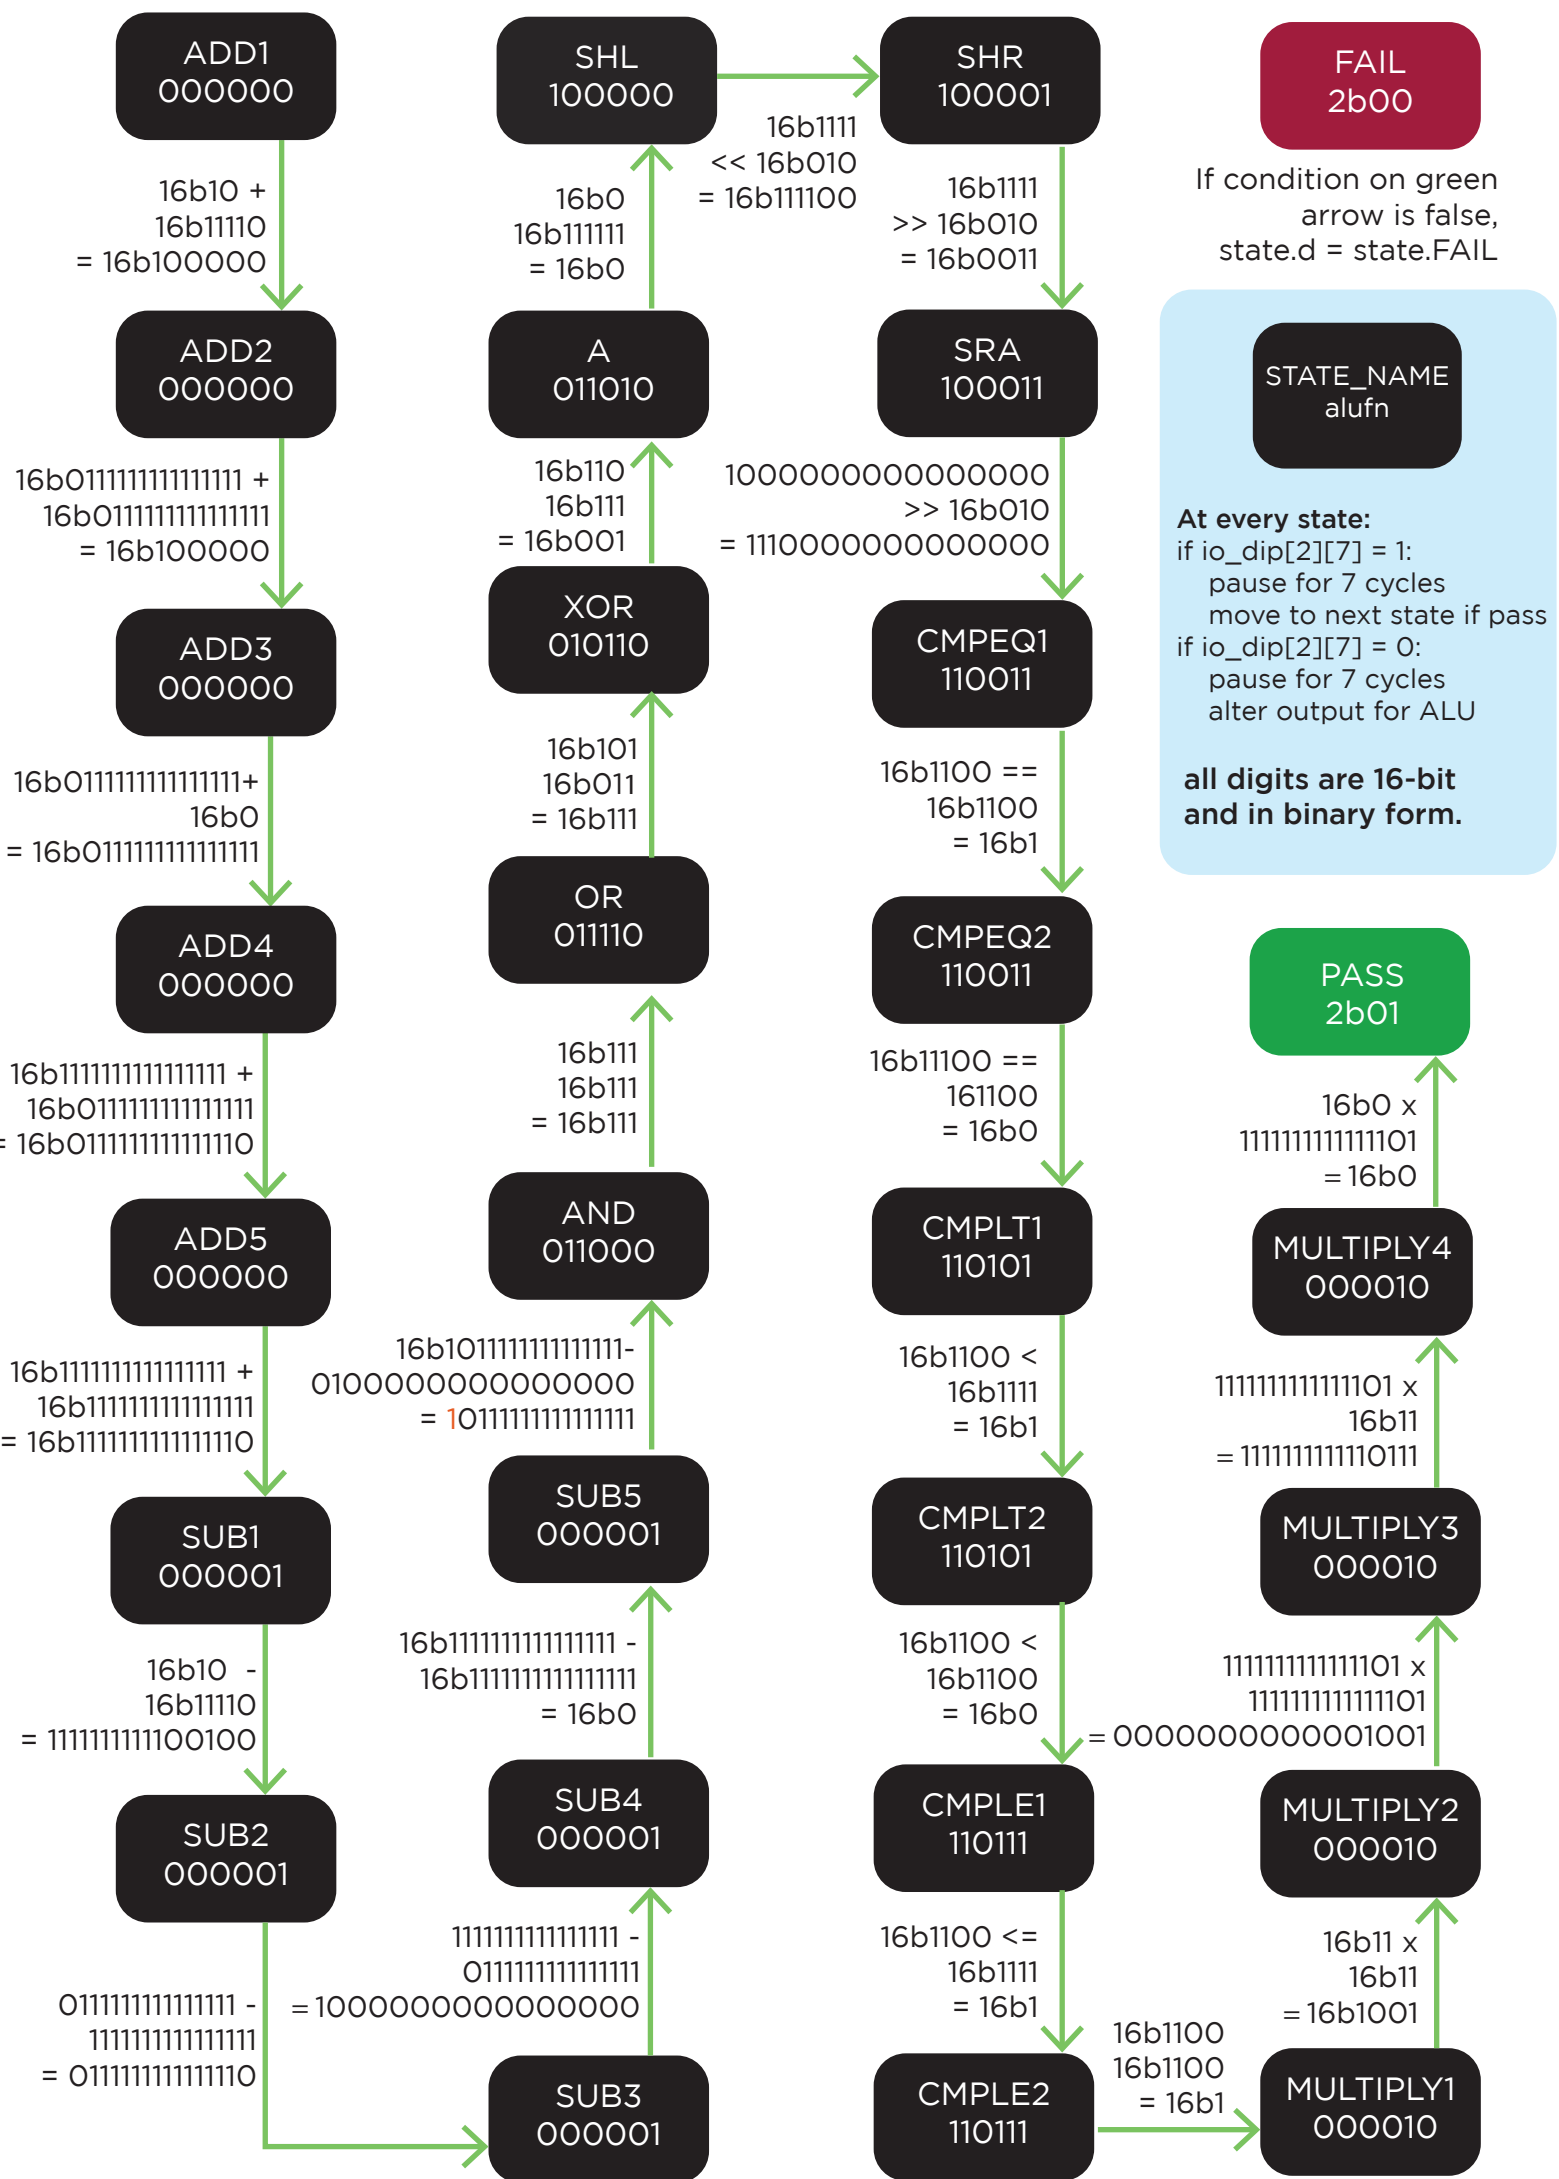 ADD1
000000
16b10 +
16b11110
= 16b100000
ADD2
000000
16b0111111111111111 +
16b0111111111111111
= 16b100000
ADD3
000000
16b0111111111111111+
16b0
= 16b0111111111111111
ADD4
000000
16b1111111111111111 +
16b0111111111111111
= 16b0111111111111110
ADD5
000000
16b1111111111111111 +
16b1111111111111111
= 16b1111111111111110
SUB1
000001
16b10 -
16b11110
= 1111111111100100
SUB2
000001
0111111111111111 -
1111111111111111
= 0111111111111110
SUB3
000001
1111111111111111 -
0111111111111111
= 1000000000000000
SUB4
000001
16b1111111111111111 -
16b1111111111111111
= 16b0
SUB5
000001
16b1011111111111111-
0100000000000000
= 10111111111111111
AND
011000
16b111
16b111
= 16b111
OR
011110
16b101
16b011
= 16b111
XOR
010110
16b110
16b111
= 16b001
A
011010
16b0
16b111111
= 16b0
SHL
100000
16b1111
<< 16b010
= 16b111100
SHR
100001
16b1111
>> 16b010
= 16b0011
SRA
100011
1000000000000000
>> 16b010
= 1110000000000000
CMPEQ1
110011
16b1100 ==
16b1100
= 16b1
CMPEQ2
110011
16b11100 ==
161100
= 16b0
CMPLT1
110101
16b1100 <
16b1111
= 16b1
CMPLT2
110101
16b1100 <
16b1100
= 16b0
CMPLE1
110111
16b1100 <=
16b1111
= 16b1
CMPLE2
110111
16b1100
16b1100
= 16b1
MULTIPLY1
000010
16b11 x
16b11
= 16b1001
MULTIPLY2
000010
1111111111111101 x
1111111111111101
= 0000000000001001
MULTIPLY3
000010
1111111111111101 x
16b11
= 1111111111110111
MULTIPLY4
000010
16b0 x
1111111111111101
= 16b0
PASS
2b01
FAIL
2b00
If condition on green
arrow is false,
state.d = state.FAIL
STATE_NAME
alufn
At every state:
if io_dip[2][7] = 1:
pause for 7 cycles
move to next state if pass
if io_dip[2][7] = 0:
pause for 7 cycles
alter output for ALU
all digits are 16-bit
and in binary form.